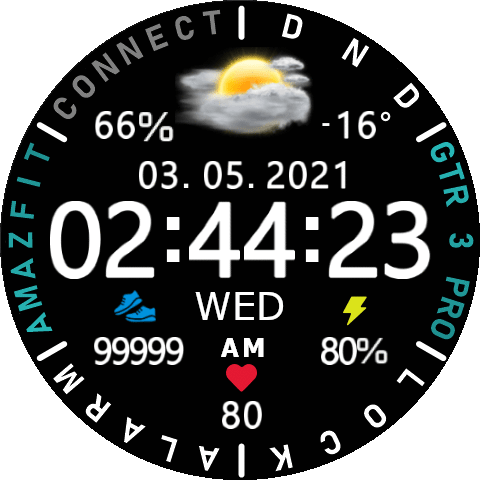 CONNECT
DND
66%
-16°
AMAZFIT
GTR 3 PRO
03. 05. 2021
02:44:23
WED
99999
AM
80%
80
ALARM
LOCK